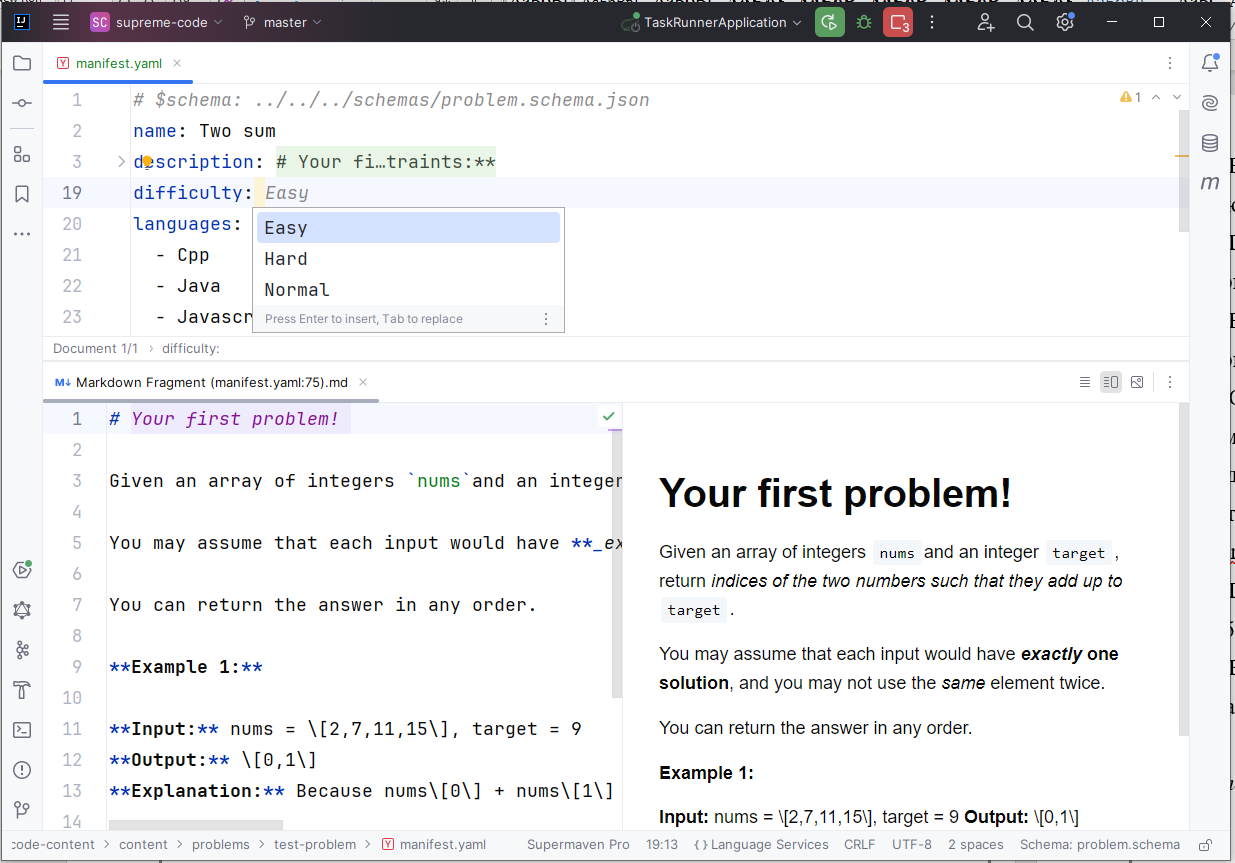 SC supreme-code master TaskRunnerApplication 3
manifest.yaml
1 # $schema: ../../../schemas/problem.schema.json
1
2 name: Two sum
3 description: # Your fi…traints:**
19 difficulty: Easy
20 languages:
21 - Cpp
22 - Java
23 - Javascr
Easy
Hard
Normal
Press Enter to insert, Tab to replace
Document 1/1 › difficulty:
M↓ Markdown Fragment (manifest.yaml:75).md
1 # Your first problem!
2
3 Given an array of integers `nums`and an integer
4
5 You may assume that each input would have **_ex
6
7 You can return the answer in any order.
8
9 **Example 1:**
10
11 **Input:** nums = \[2,7,11,15\], target = 9
12 **Output:** \[0,1\]
13 **Explanation:** Because nums\[0\] + nums\[1\]
14
Your first problem!
Given an array of integers nums and an integer target ,
return indices of the two numbers such that they add up to
target .
You may assume that each input would have exactly one
solution, and you may not use the same element twice.
You can return the answer in any order.
Example 1:
Input: nums = \[2,7,11,15\], target = 9 Output: \[0,1\]
code-content › content › problems › test-problem › manifest.yaml Supermaven Pro 19:13 {} Language Services CRLF UTF-8 2 spaces Schema: problem.schema